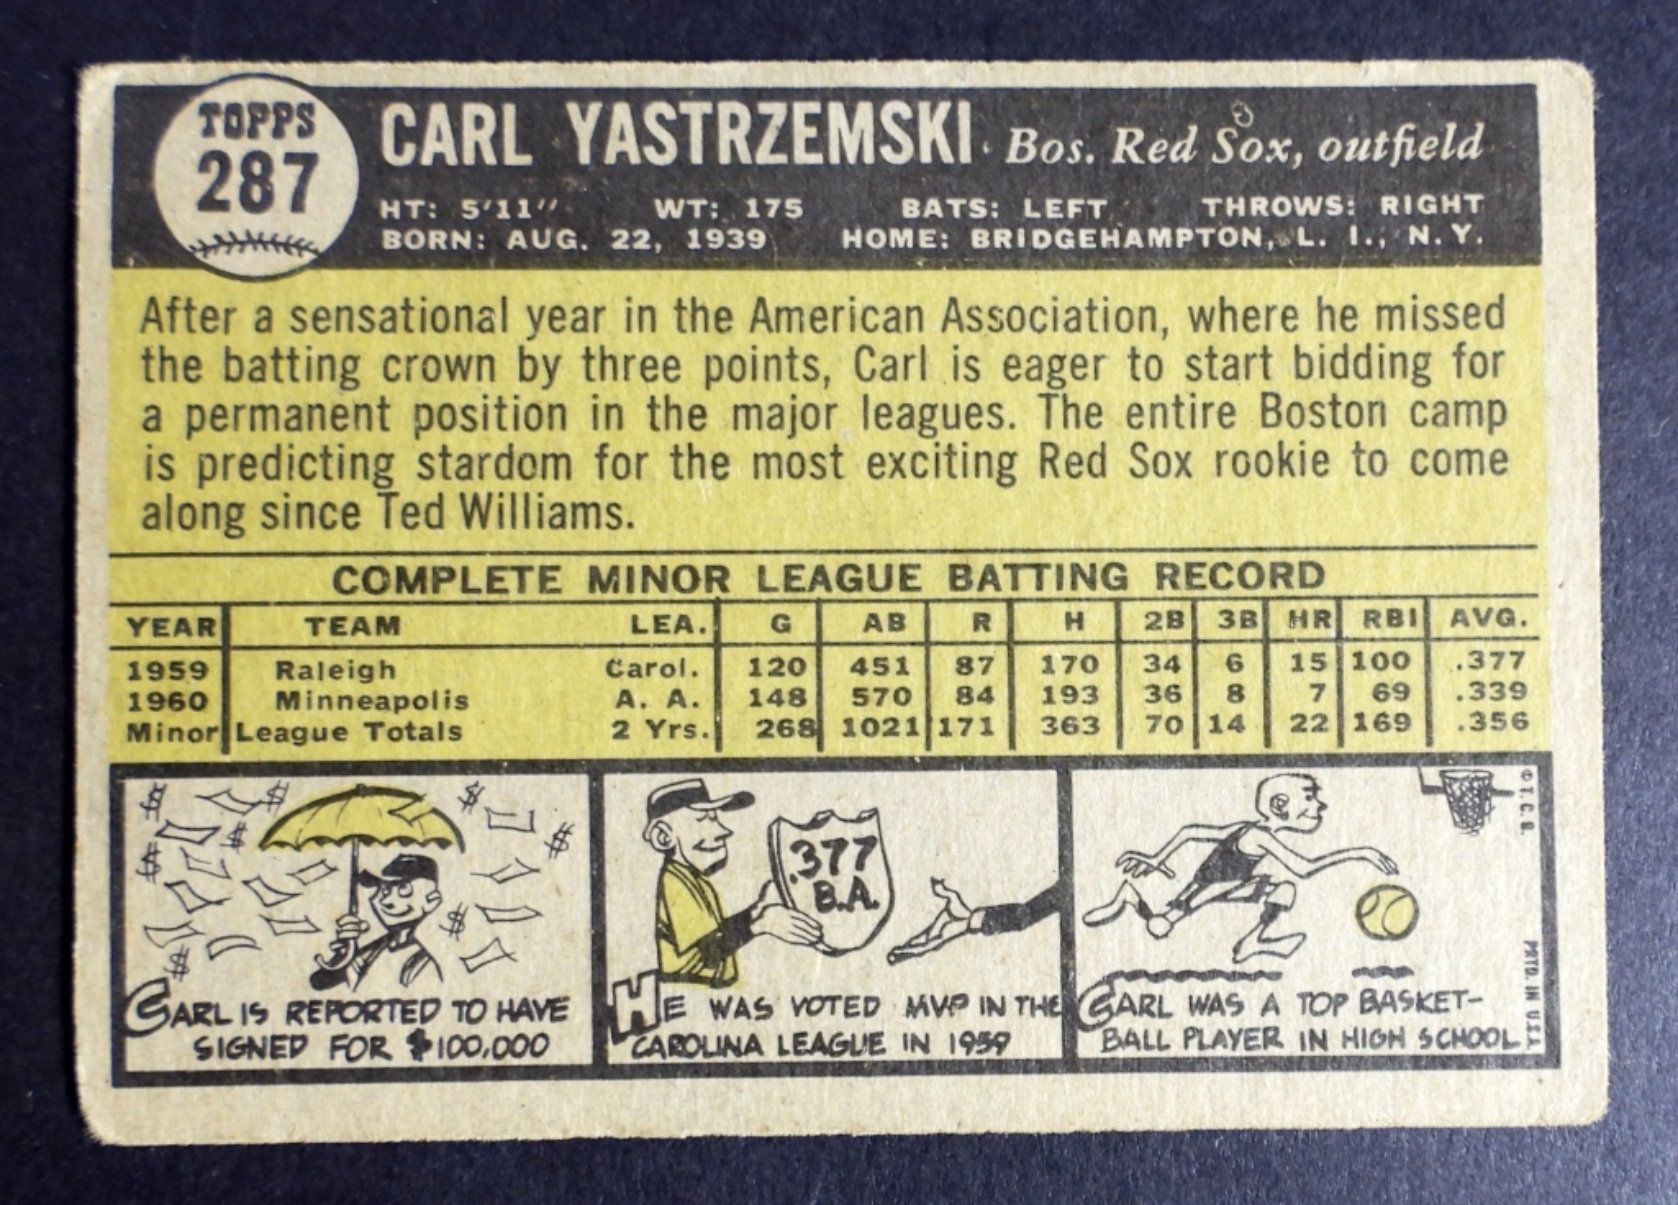 TOPPS
287
CARL YASTRZEMSKI Bos. Red Sox, outfield
HT: 5'11" WT: 175 BATS: LEFT THROWS: RIGHT
BORN: AUG. 22, 1939 HOME: BRIDGEHAMPTON, L. I., N. Y.
After a sensational year in the American Association, where he missed
the batting crown by three points, Carl is eager to start bidding for
a permanent position in the major leagues. The entire Boston camp
is predicting stardom for the most exciting Red Sox rookie to come
along since Ted Williams.
COMPLETE MINOR LEAGUE BATTING RECORD
YEAR TEAM LEA. G AB R H 2B 3B HR RBI AVG.
1959 Raleigh Carol. 120 451 87 170 34 6 15 100 .377
1960 Minneapolis A. A. 148 570 84 193 36 8 7 69 .339
Minor League Totals 2 Yrs. 268 1021 171 363 70 14 22 169 .356
CARL IS REPORTED TO HAVE
SIGNED FOR $100,000
.377
B.A.
HE WAS VOTED MVP IN THE
CAROLINA LEAGUE IN 1959
CARL WAS A TOP BASKET-
BALL PLAYER IN HIGH SCHOOL
© T. C. G.
PRTD. IN U.S.A.